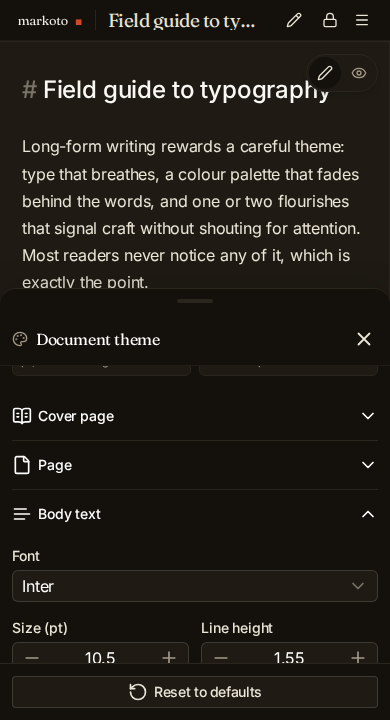 markoto
Field guide to ty...
# Field guide to typography
Long-form writing rewards a careful theme:
type that breathes, a colour palette that fades
behind the words, and one or two flourishes
that signal craft without shouting for attention.
Most readers never notice any of it, which is
exactly the point.
Document theme
Cover page
Page
Body text
Font
Inter
Size (pt)
Line height
10.5
1.55
Reset to defaults